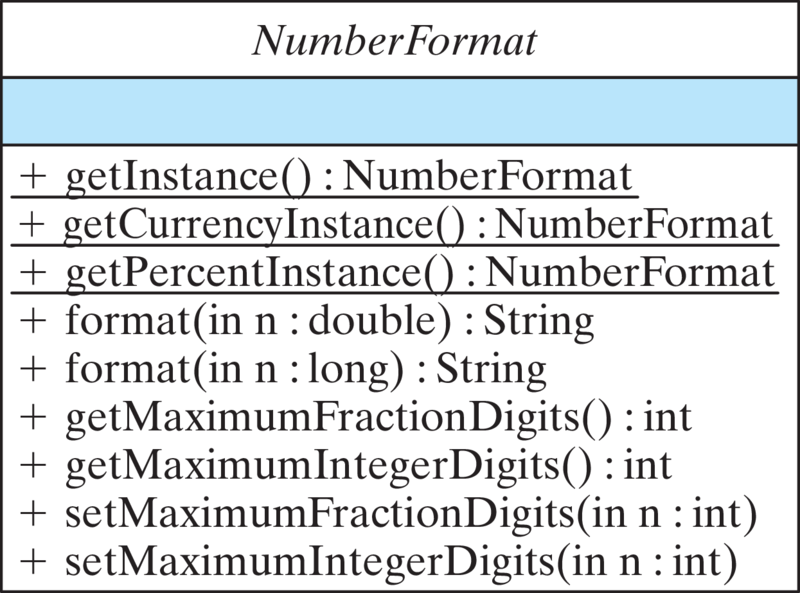 NumberFormat
+ getInstance() : NumberFormat
+ getCurrencyInstance() : NumberFormat
+ getPercentInstance() : NumberFormat
+ format(in n : double) : String
+ format(in n : long) : String
+ getMaximumFractionDigits() : int
+ getMaximumIntegerDigits() : int
+ setMaximumFractionDigits(in n : int)
+ setMaximumIntegerDigits(in n : int)